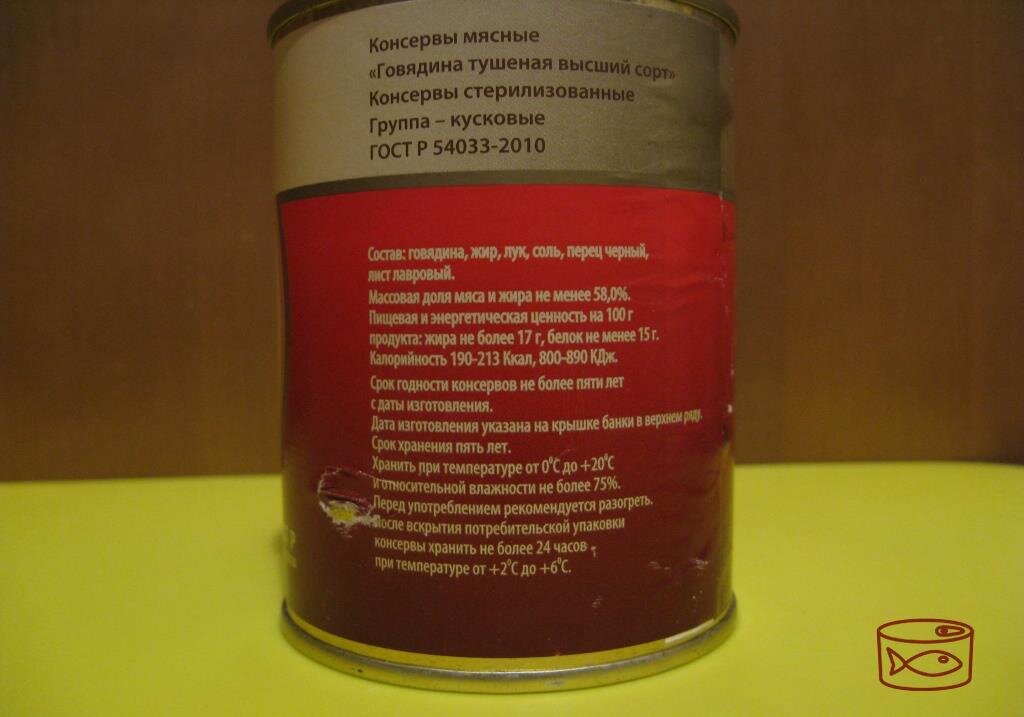 Консервы мясные
«Говядина тушеная высший сорт»
Консервы стерилизованные
Группа – кусковые
ГОСТ Р 54033-2010
Состав: говядина, жир, лук, соль, перец черный,
лист лавровый.
Массовая доля мяса и жира не менее 58,0%.
Пищевая и энергетическая ценность на 100 г
продукта: жира не более 17 г, белок не менее 15 г.
Калорийность 190-213 Ккал, 800-890 КДж.
Срок годности консервов не более пяти лет
с даты изготовления.
Дата изготовления указана на крышке банки в верхнем ряду.
Срок хранения пять лет.
Хранить при температуре от 0°С до +20°С
и относительной влажности не более 75%.
Перед употреблением рекомендуется разогреть.
После вскрытия потребительской упаковки
консервы хранить не более 24 часов
при температуре от +2°С до +6°С.